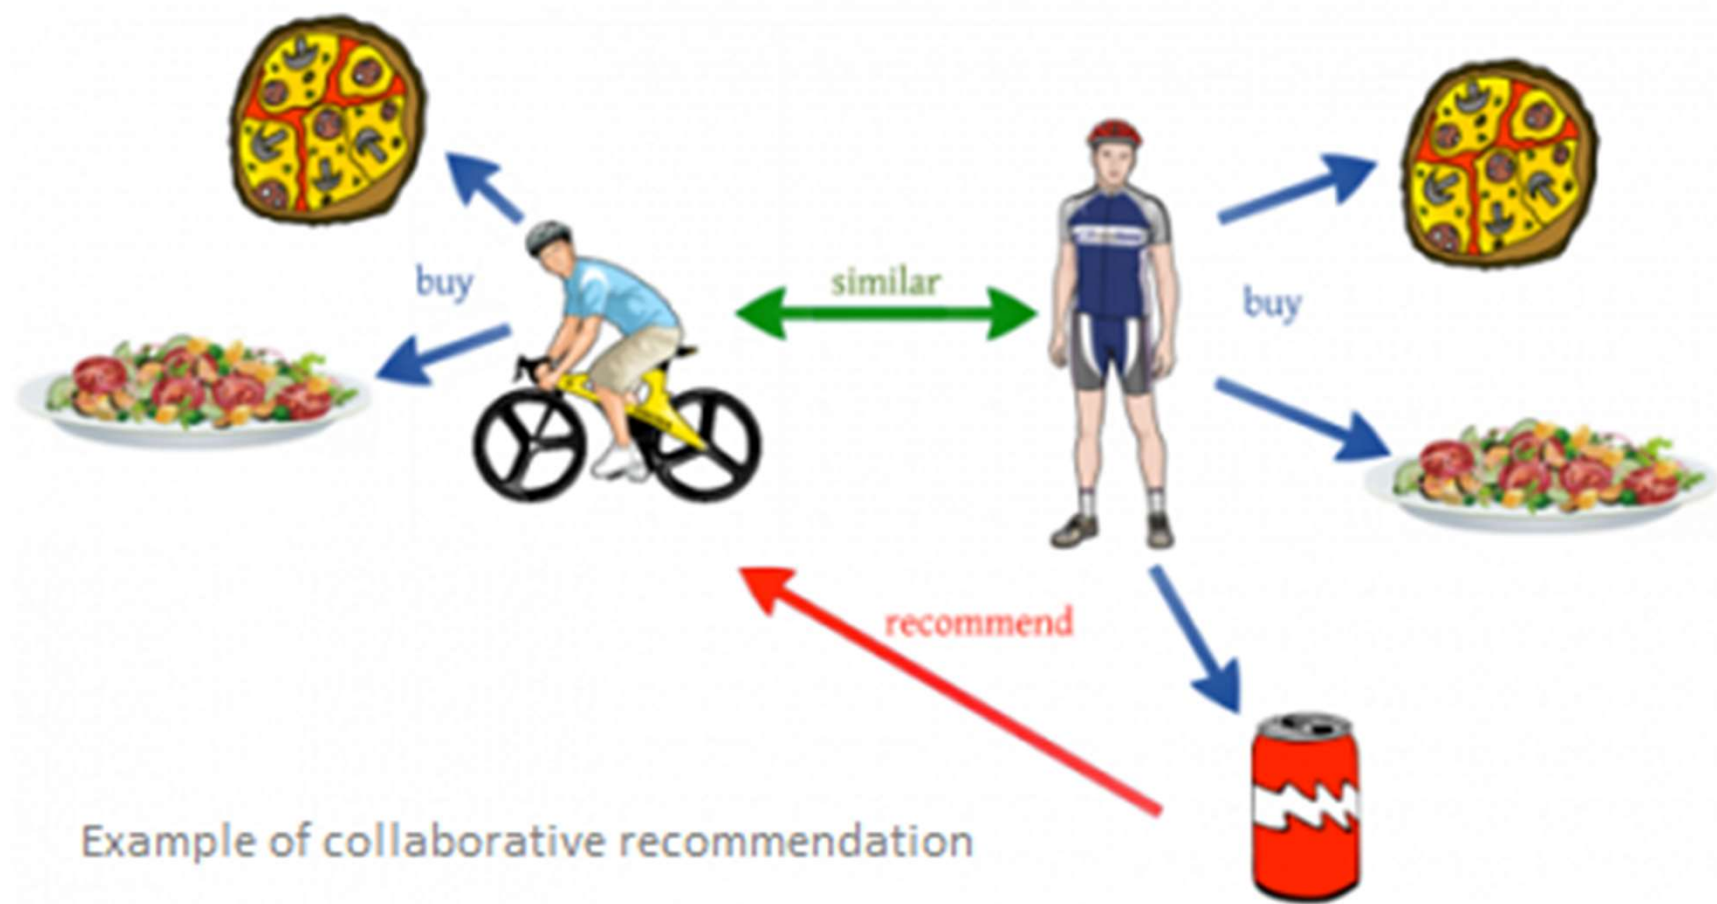 buy
similar
buy
recommend
Example of collaborative recommendation